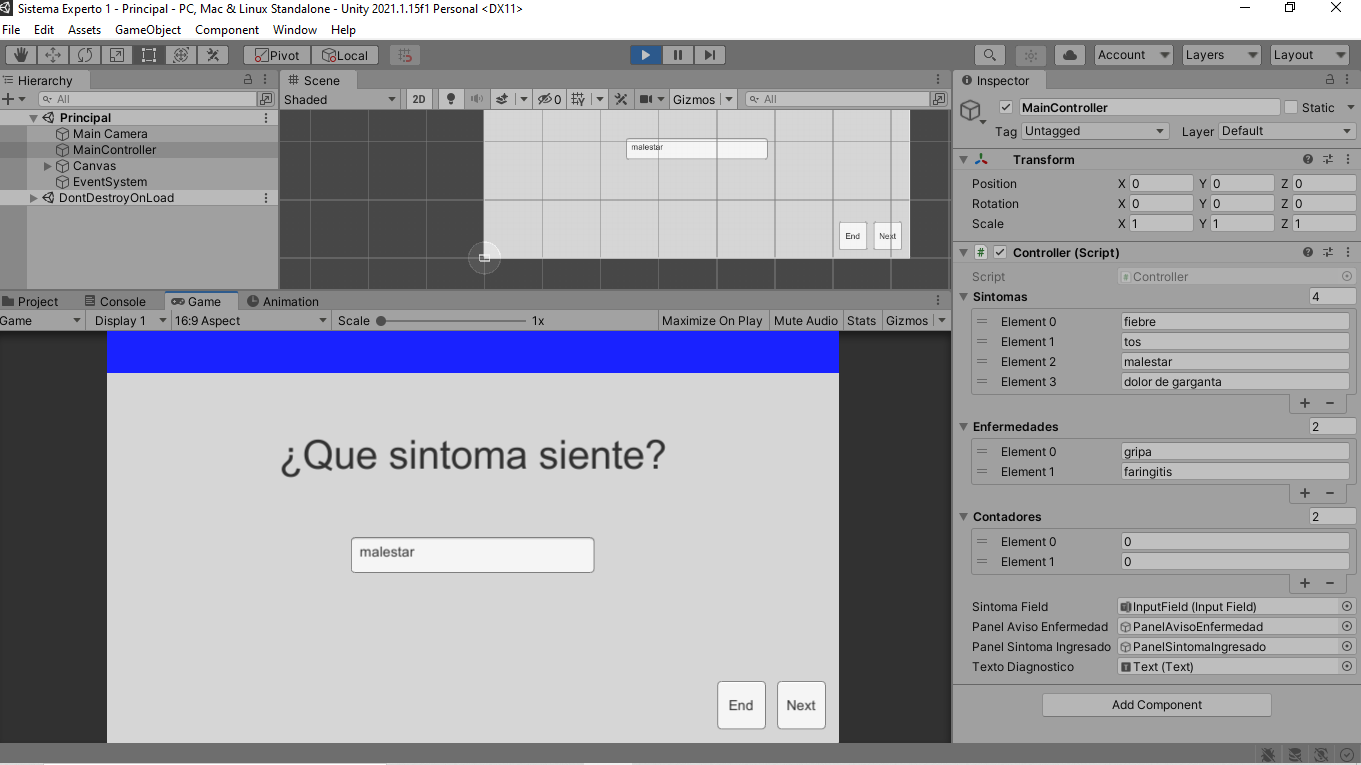 Sistema Experto 1 - Principal - PC, Mac & Linux Standalone - Unity 2021.1.15f1 Personal <DX11>
File Edit Assets GameObject Component Window Help
Pivot Local Account Layers Layout
Hierarchy
All
Principal
Main Camera
MainController
Canvas
EventSystem
DontDestroyOnLoad
Scene
Shaded 2D 0 Gizmos All
malestar
End Next
Project Console Game Animation
Game Display 1 16:9 Aspect Scale 1x Maximize On Play Mute Audio Stats Gizmos
¿Que sintoma siente?
malestar
End Next
Inspector
MainController Static
Tag Untagged Layer Default
Transform
Position X 0 Y 0 Z 0
Rotation X 0 Y 0 Z 0
Scale X 1 Y 1 Z 1
# Controller (Script)
Script Controller
Sintomas 4
Element 0 fiebre
Element 1 tos
Element 2 malestar
Element 3 dolor de garganta
Enfermedades 2
Element 0 gripa
Element 1 faringitis
Contadores 2
Element 0 0
Element 1 0
Sintoma Field InputField (Input Field)
Panel Aviso Enfermedad PanelAvisoEnfermedad
Panel Sintoma Ingresado PanelSintomaIngresado
Texto Diagnostico Text (Text)
Add Component